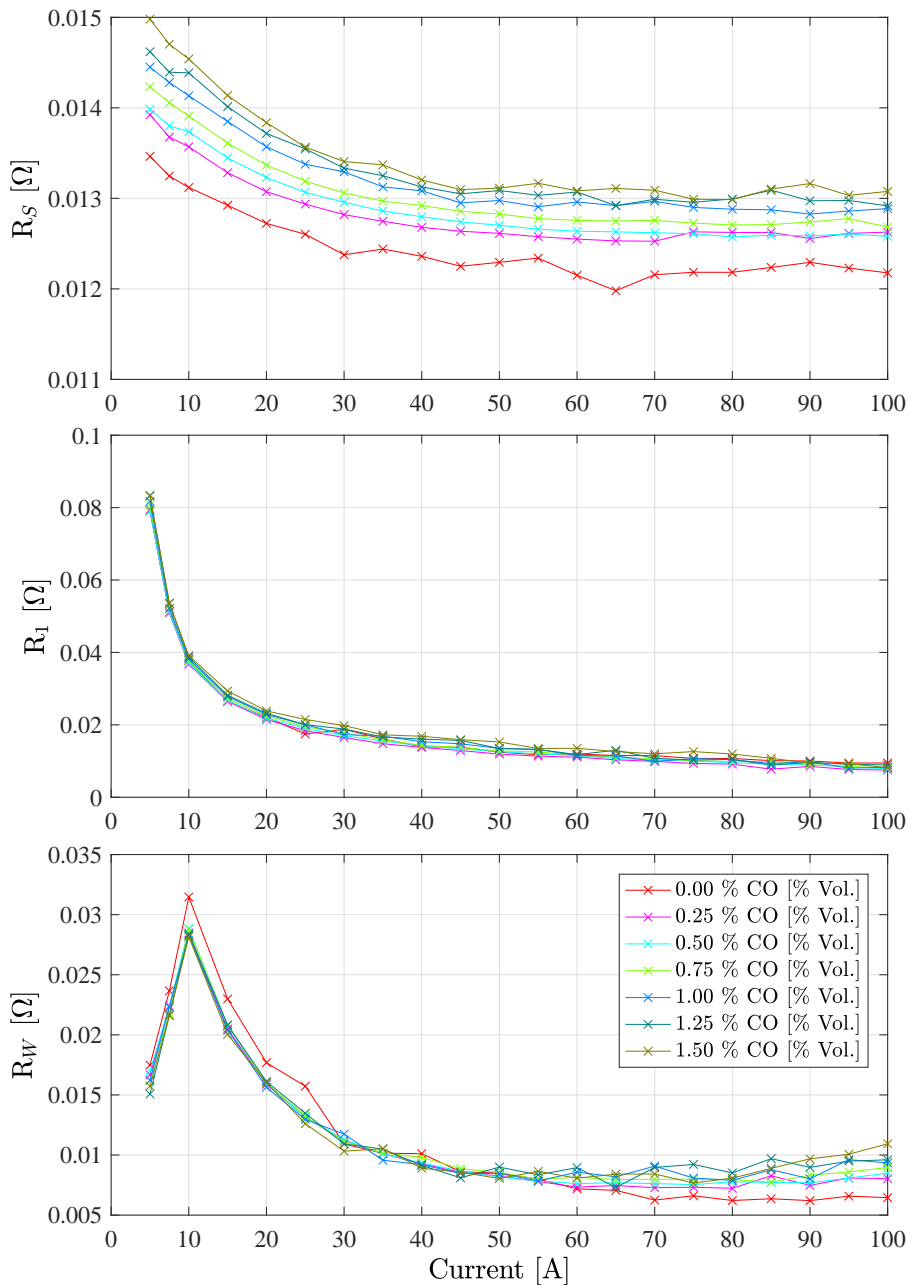 0.015
0.014
0.013
0.012
0.011
R_S [Ω]
0 10 20 30 40 50 60 70 80 90 100
0.1
0.08
0.06
0.04
0.02
0
R_1 [Ω]
0 10 20 30 40 50 60 70 80 90 100
0.035
0.03
0.025
0.02
0.015
0.01
0.005
R_W [Ω]
0.00 % CO [% Vol.]
0.25 % CO [% Vol.]
0.50 % CO [% Vol.]
0.75 % CO [% Vol.]
1.00 % CO [% Vol.]
1.25 % CO [% Vol.]
1.50 % CO [% Vol.]
0 10 20 30 40 50 60 70 80 90 100
Current [A]